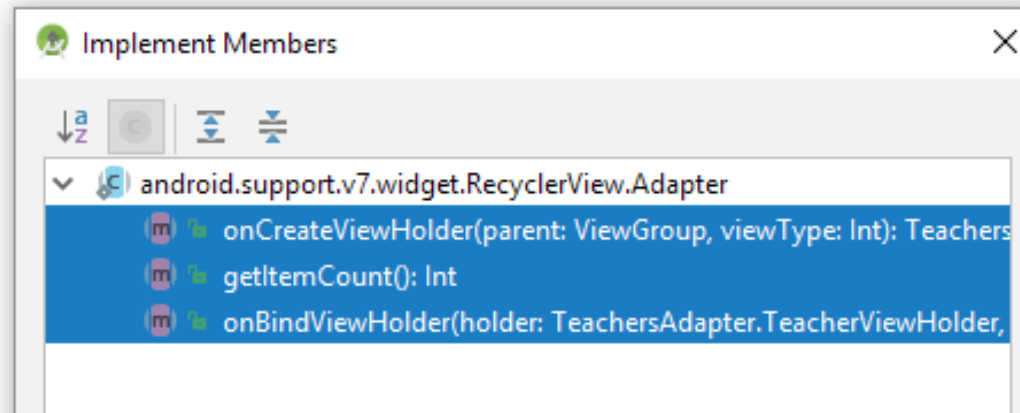 Implement Members
a
z
c
C android.support.v7.widget.RecyclerView.Adapter
m onCreateViewHolder(parent: ViewGroup, viewType: Int): Teachers
m getItemCount(): Int
m onBindViewHolder(holder: TeachersAdapter.TeacherViewHolder,